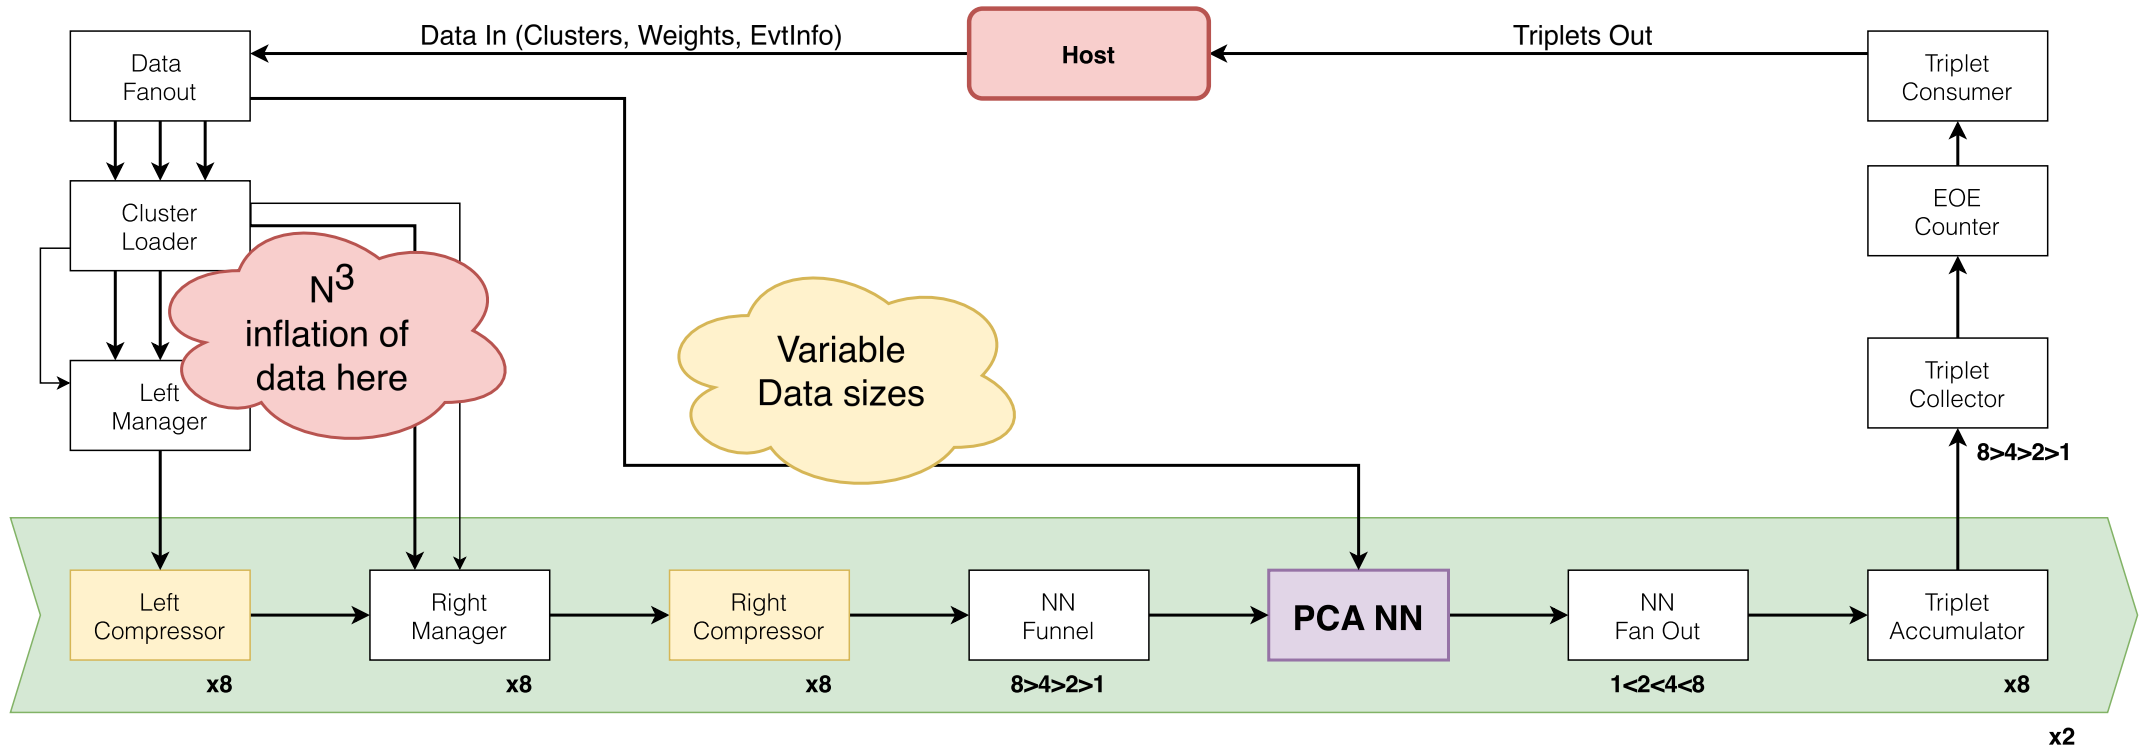 Data In (Clusters, Weights, EvtInfo)
Host
Triplets Out
Data
Fanout
Triplet
Consumer
Cluster
Loader
EOE
Counter
N3
inflation of
data here
Variable
Data sizes
Left
Manager
Triplet
Collector
8>4>2>1
Left
Compressor
x8
Right
Manager
x8
Right
Compressor
x8
NN
Funnel
8>4>2>1
PCA NN
NN
Fan Out
1<2<4<8
Triplet
Accumulator
x8
x2